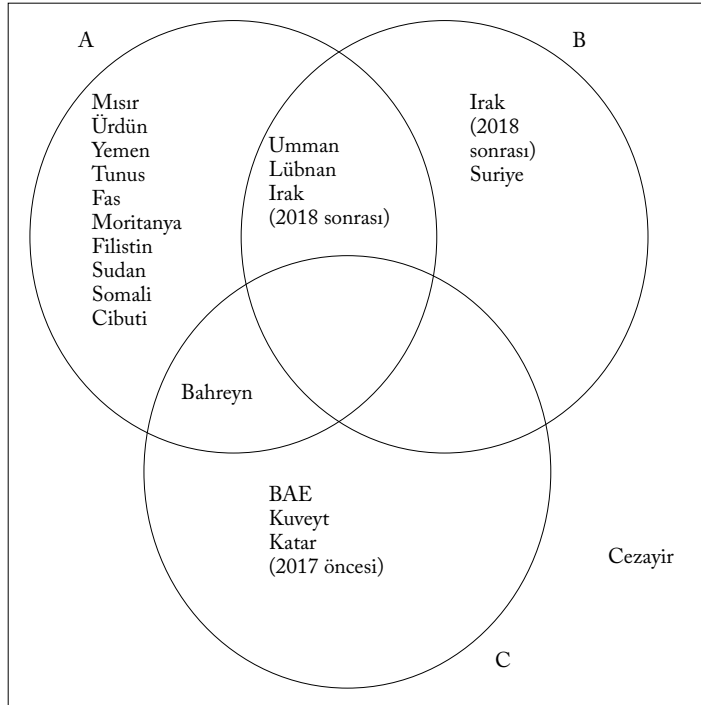 A
B
Mısır
Ürdün
Yemen
Tunus
Fas
Moritanya
Filistin
Sudan
Somali
Cibuti
Umman
Lübnan
Irak
(2018 sonrası)
Irak
(2018
sonrası)
Suriye
Bahreyn
BAE
Kuveyt
Katar
(2017 öncesi)
Cezayir
C